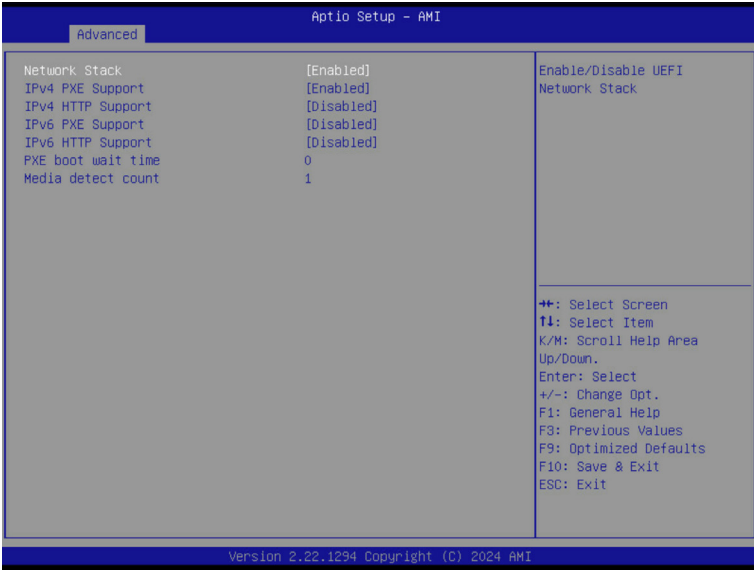 Aptio Setup – AMI
Advanced
Network Stack [Enabled]
IPv4 PXE Support [Enabled]
IPv4 HTTP Support [Disabled]
IPv6 PXE Support [Disabled]
IPv6 HTTP Support [Disabled]
PXE boot wait time 0
Media detect count 1
Enable/Disable UEFI
Network Stack
→←: Select Screen
↑↓: Select Item
K/M: Scroll Help Area
Up/Down.
Enter: Select
+/-: Change Opt.
F1: General Help
F3: Previous Values
F9: Optimized Defaults
F10: Save & Exit
ESC: Exit
Version 2.22.1294 Copyright (C) 2024 AMI